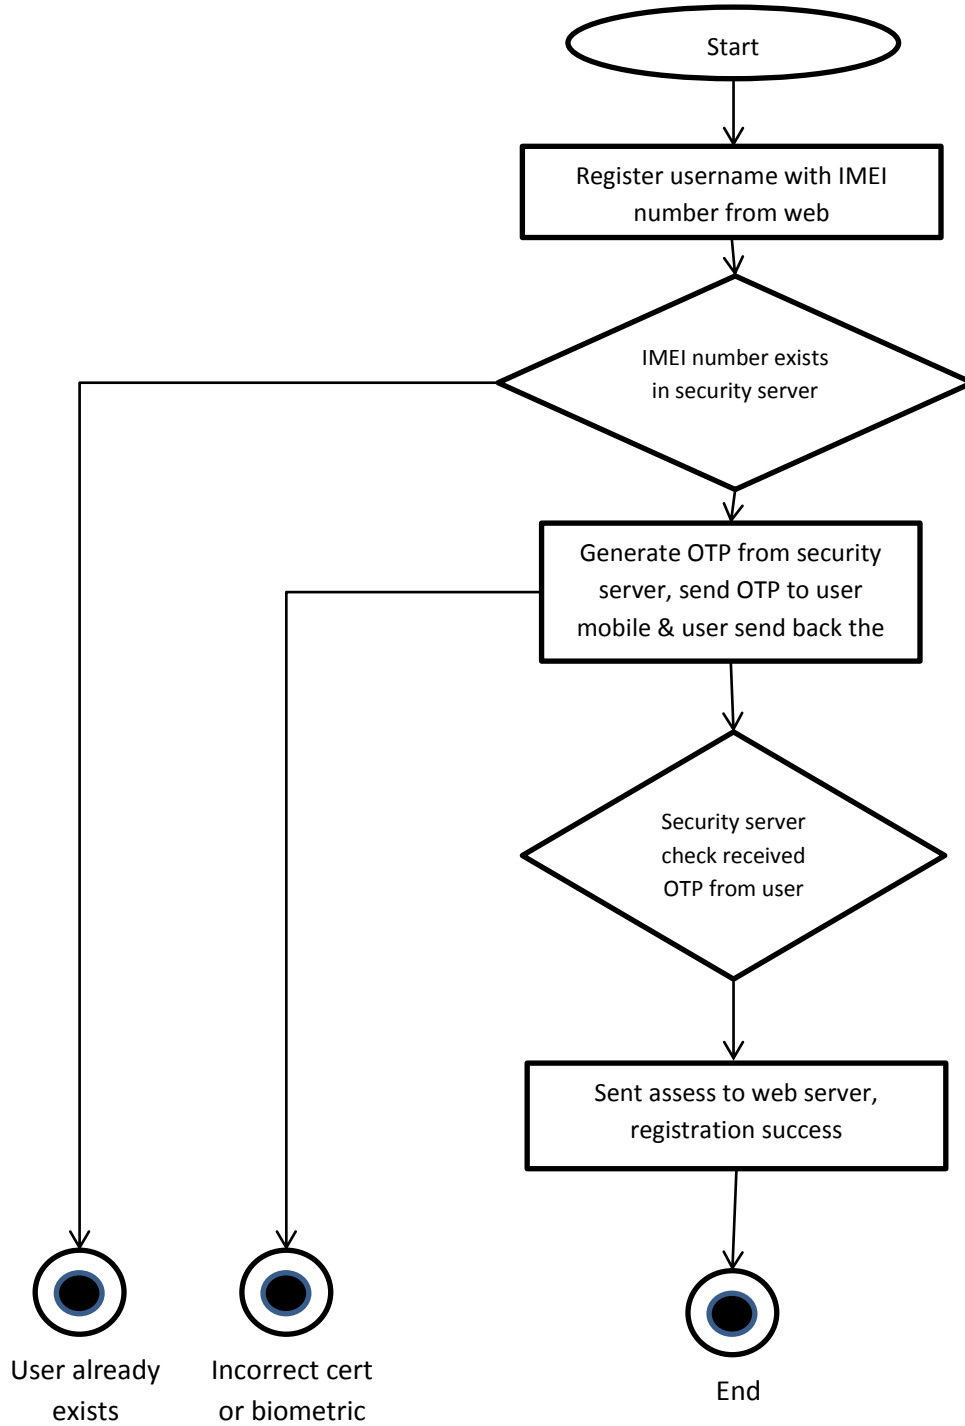 Start
Register username with IMEI
number from web
IMEI number exists
in security server
Generate OTP from security
server, send OTP to user
mobile & user send back the
Security server
check received
OTP from user
Sent assess to web server,
registration success
User already
exists
Incorrect cert
or biometric
End